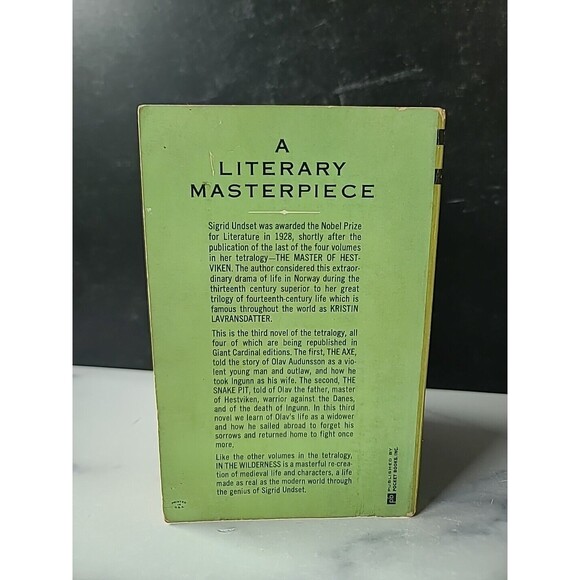 A
LITERARY
MASTERPIECE
Sigrid Undset was awarded the Nobel Prize
for Literature in 1928, shortly after the
publication of the last of the four volumes
in her tetralogy—THE MASTER OF HEST-
VIKEN. The author considered this extraor-
dinary drama of life in Norway during the
thirteenth century superior to her great
trilogy of fourteenth-century life which is
famous throughout the world as KRISTIN
LAVRANSDATTER.
This is the third novel of the tetralogy, all
four of which are being republished in
Giant Cardinal editions. The first, THE AXE,
told the story of Olav Audunsson as a vio-
lent young man and outlaw, and how he
took Ingunn as his wife. The second, THE
SNAKE PIT, told of Olav the father, master
of Hestviken, warrior against the Danes,
and of the death of Ingunn. In this third
novel we learn of Olav's life as a widower
and how he sailed abroad to forget his
sorrows and returned home to fight once
more.
Like the other volumes in the tetralogy,
IN THE WILDERNESS is a masterful re-crea-
tion of medieval life and characters, a life
made as real as the modern world through
the genius of Sigrid Undset.
PRINTED
IN
U.S.A.
PUBLISHED BY
POCKET BOOKS, INC.